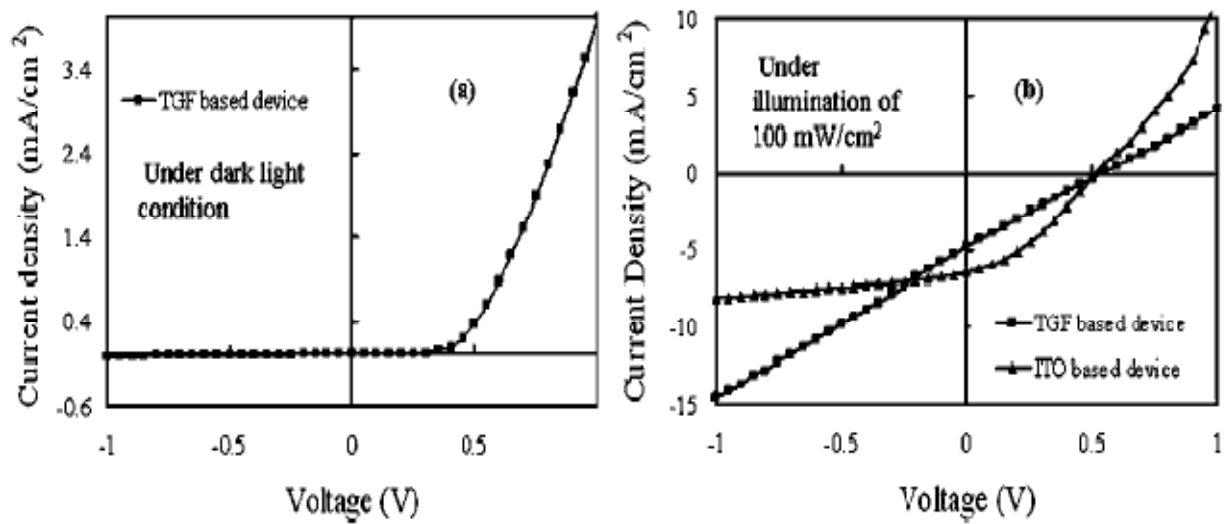 Current density (mA/cm 2)
3.4
2.4
1.4
0.4
-0.6
TGF based device
(a)
Under dark light
condition
-1
-0.5
0
0.5
Voltage (V)
Current Density (mA/cm2)
10
5
0
-5
-10
-15
Under
illumination of
100 mW/cm2
(b)
TGF based device
ITO based device
-1
-0.5
0
0.5
1
Voltage (V)